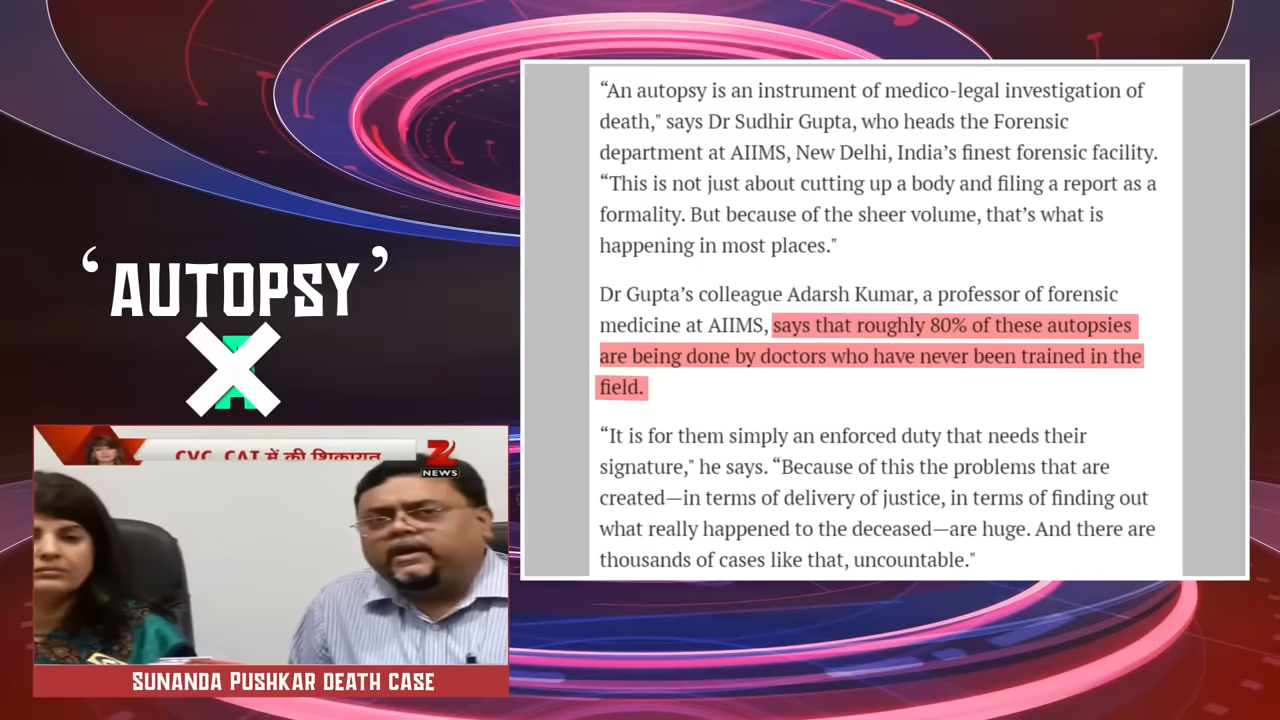 “An autopsy is an instrument of medico-legal investigation of
death," says Dr Sudhir Gupta, who heads the Forensic
department at AIIMS, New Delhi, India’s finest forensic facility.
“This is not just about cutting up a body and filing a report as a
formality. But because of the sheer volume, that’s what is
happening in most places."
Dr Gupta’s colleague Adarsh Kumar, a professor of forensic
medicine at AIIMS, says that roughly 80% of these autopsies
are being done by doctors who have never been trained in the
field.
“It is for them simply an enforced duty that needs their
signature," he says. “Because of this the problems that are
created—in terms of delivery of justice, in terms of finding out
what really happened to the deceased—are huge. And there are
thousands of cases like that, uncountable."
‘AUTOPSY’
CVC, CAT में की शिकायत
Z
NEWS
SUNANDA PUSHKAR DEATH CASE